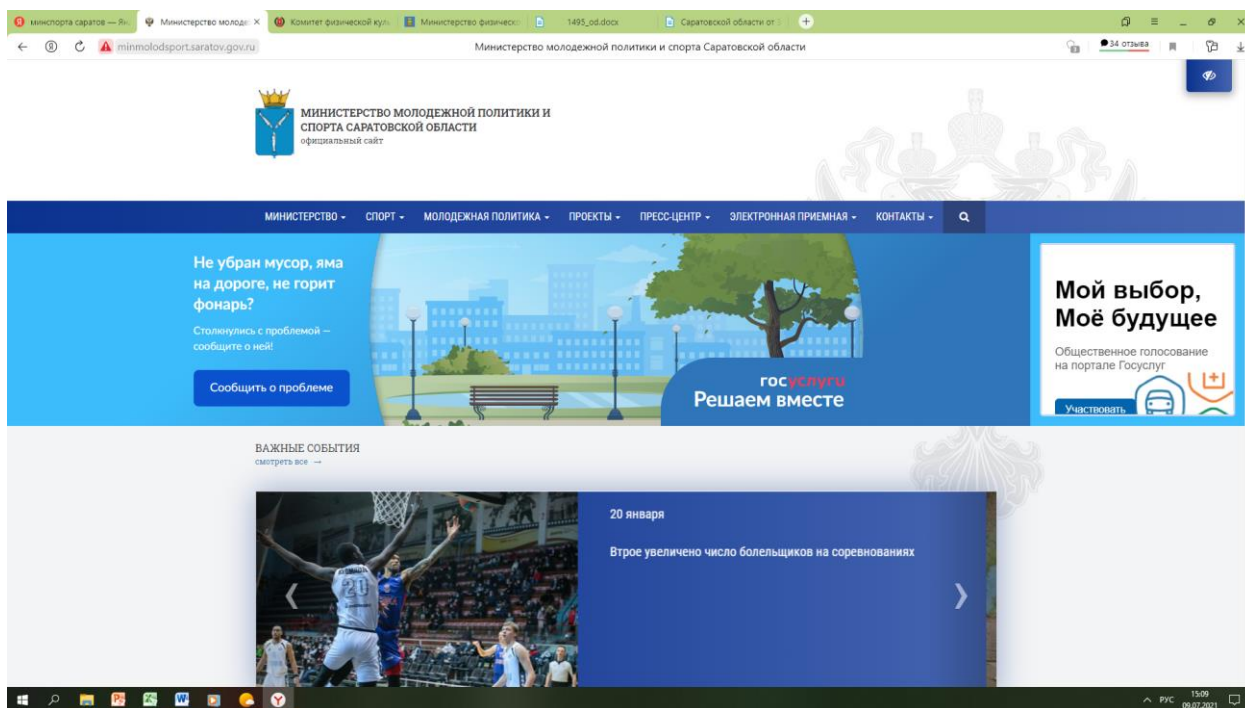 минспорта саратов — Ян
Министерство молоде
Комитет физической куль
Министерство физическо
1495_od.docx
Саратовской области от
minmolodsport.saratov.gov.ru
Министерство молодежной политики и спорта Саратовской области
34 отзыва
МИНИСТЕРСТВО МОЛОДЕЖНОЙ ПОЛИТИКИ И
СПОРТА САРАТОВСКОЙ ОБЛАСТИ
официальный сайт
МИНИСТЕРСТВО
СПОРТ
МОЛОДЕЖНАЯ ПОЛИТИКА
ПРОЕКТЫ
ПРЕСС-ЦЕНТР
ЭЛЕКТРОННАЯ ПРИЕМНАЯ
КОНТАКТЫ
Не убран мусор, яма
на дороге, не горит
фонарь?
Столкнулись с проблемой —
сообщите о ней!
Сообщить о проблеме
госуслуги
Решаем вместе
Мой выбор,
Моё будущее
Общественное голосование
на портале Госуслуг
Участвовать
ВАЖНЫЕ СОБЫТИЯ
смотреть все →
20 января
Втрое увеличено число болельщиков на соревнованиях
20
РУС
15:09
09.07.2021